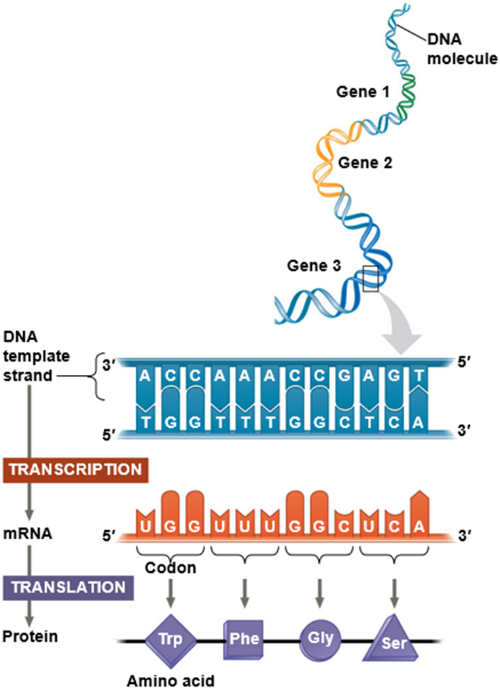 DNA
molecule
Gene 1
Gene 2
Gene 3
DNA
template
strand
3′ 5′
A C C A A A C C G A G T
T G G T T T G G C T C A
5′ 3′
TRANSCRIPTION
mRNA
5′ U G G U U U G G C U C A 3′
Codon
TRANSLATION
Protein
Trp Phe Gly Ser
Amino acid